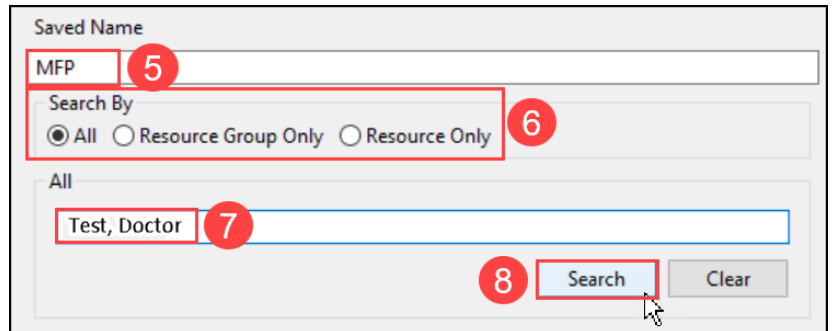 Saved Name
MFP 5
Search By
All Resource Group Only Resource Only 6
All
Test, Doctor 7
8 Search Clear